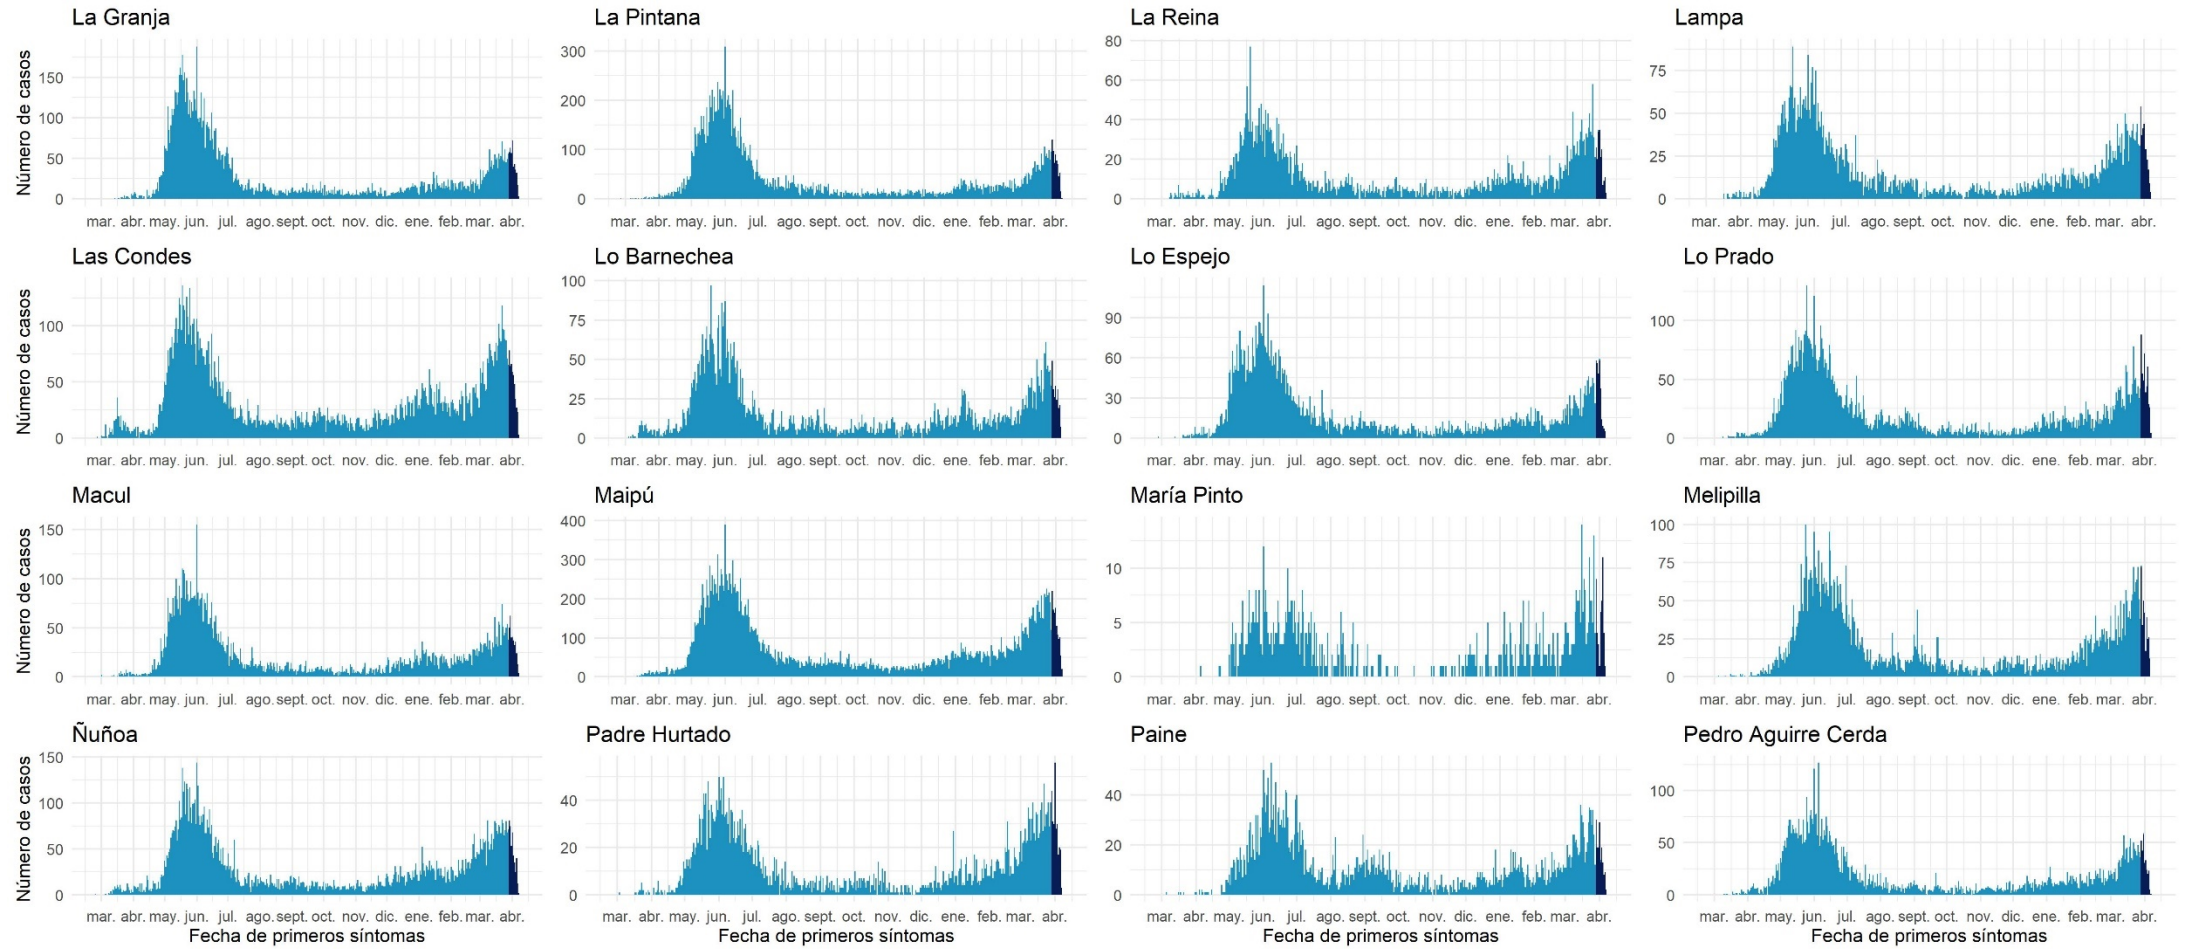 La Granja
Número de casos
150
100
50
0
mar. abr. may. jun. jul. ago. sept. oct. nov. dic. ene. feb. mar. abr.
La Pintana
300
200
100
0
mar. abr. may. jun. jul. ago. sept. oct. nov. dic. ene. feb. mar. abr.
La Reina
80
60
40
20
0
mar. abr. may. jun. jul. ago. sept. oct. nov. dic. ene. feb. mar. abr.
Lampa
75
50
25
0
mar. abr. may. jun. jul. ago. sept. oct. nov. dic. ene. feb. mar. abr.
Las Condes
Número de casos
100
50
0
mar. abr. may. jun. jul. ago. sept. oct. nov. dic. ene. feb. mar. abr.
Lo Barnechea
100
75
50
25
0
mar. abr. may. jun. jul. ago. sept. oct. nov. dic. ene. feb. mar. abr.
Lo Espejo
90
60
30
0
mar. abr. may. jun. jul. ago. sept. oct. nov. dic. ene. feb. mar. abr.
Lo Prado
100
50
0
mar. abr. may. jun. jul. ago. sept. oct. nov. dic. ene. feb. mar. abr.
Macul
Número de casos
150
100
50
0
mar. abr. may. jun. jul. ago. sept. oct. nov. dic. ene. feb. mar. abr.
Maipú
400
300
200
100
0
mar. abr. may. jun. jul. ago. sept. oct. nov. dic. ene. feb. mar. abr.
María Pinto
10
5
0
mar. abr. may. jun. jul. ago. sept. oct. nov. dic. ene. feb. mar. abr.
Melipilla
100
75
50
25
0
mar. abr. may. jun. jul. ago. sept. oct. nov. dic. ene. feb. mar. abr.
Ñuñoa
Número de casos
150
100
50
0
mar. abr. may. jun. jul. ago. sept. oct. nov. dic. ene. feb. mar. abr.
Fecha de primeros síntomas
Padre Hurtado
40
20
0
mar. abr. may. jun. jul. ago. sept. oct. nov. dic. ene. feb. mar. abr.
Fecha de primeros síntomas
Paine
40
20
0
mar. abr. may. jun. jul. ago. sept. oct. nov. dic. ene. feb. mar. abr.
Fecha de primeros síntomas
Pedro Aguirre Cerda
100
50
0
mar. abr. may. jun. jul. ago. sept. oct. nov. dic. ene. feb. mar. abr.
Fecha de primeros síntomas